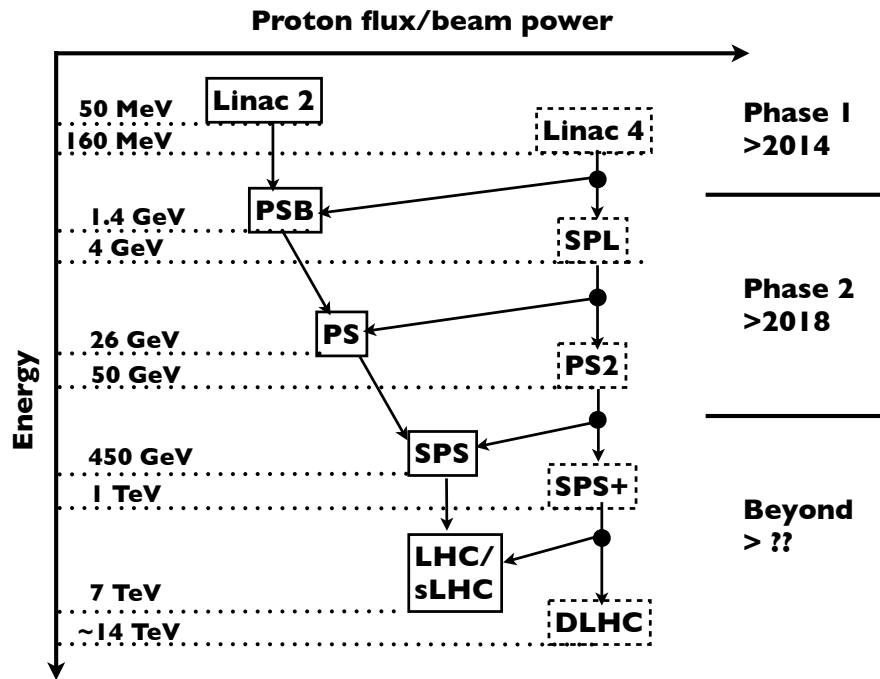 Proton flux/beam power
Linac 2
50 MeV
Linac 4
160 MeV
Phase 1
>2014
PSB
1.4 GeV
SPL
4 GeV
Phase 2
>2018
PS
26 GeV
PS2
50 GeV
Energy
SPS
450 GeV
SPS+
1 TeV
Beyond
> ??
LHC/
sLHC
7 TeV
DLHC
~14 TeV